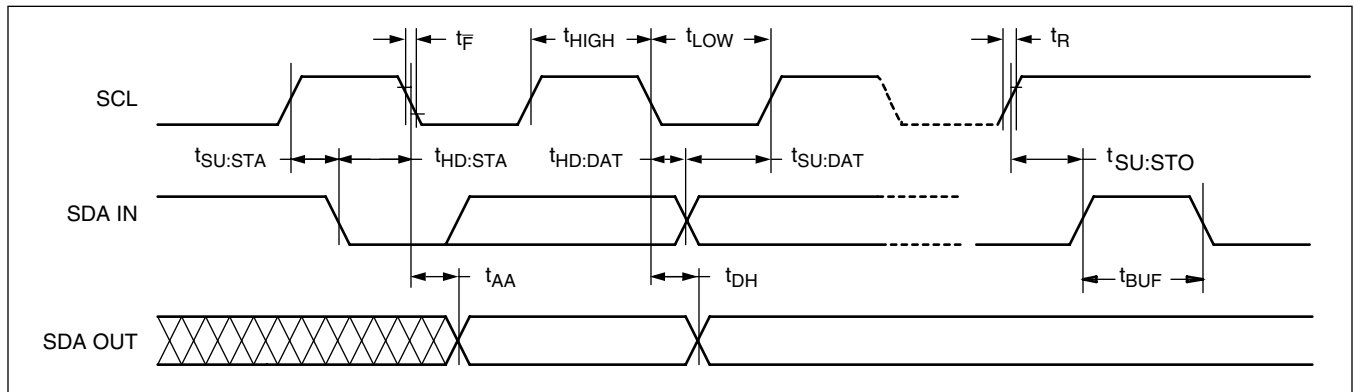 tF̅ tHIGH tLOW tR
SCL
tSU:STA tHD:STA tHD:DAT tSU:DAT tSU:STO
SDA IN
tAA tDH tBUF
SDA OUT